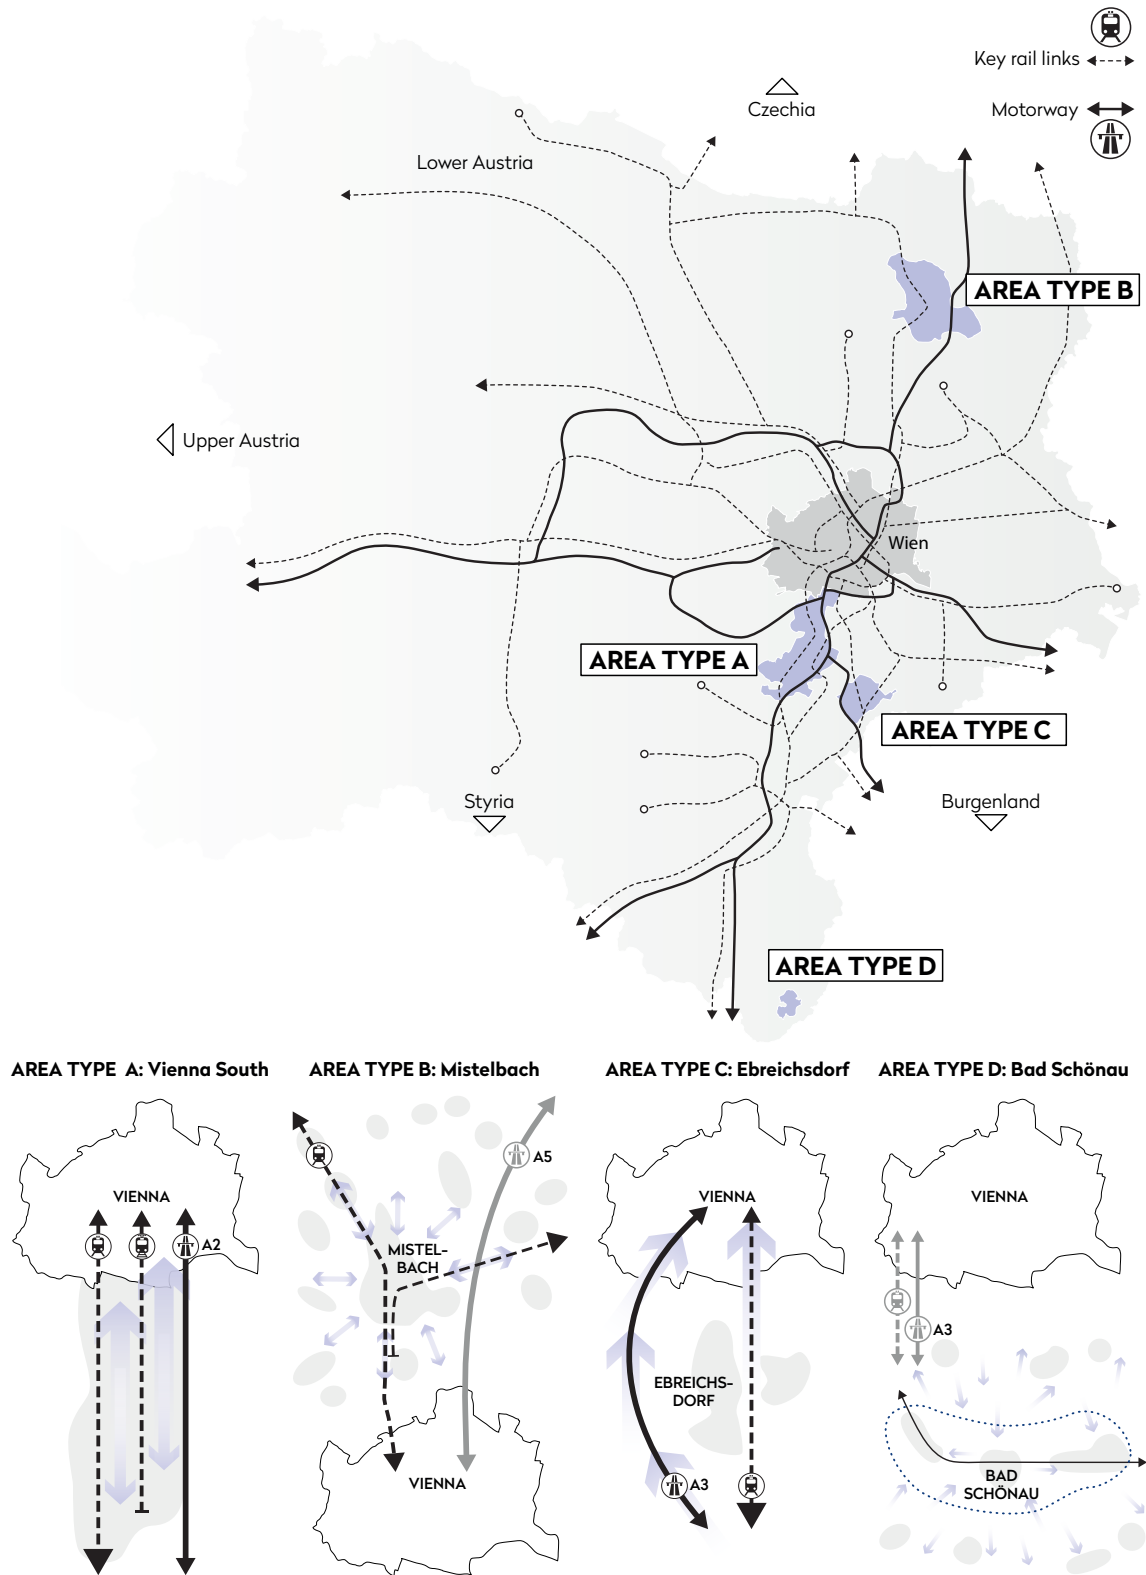 Key rail links
Czechia
Motorway
Lower Austria
AREA TYPE B
Upper Austria
Wien
AREA TYPE A
AREA TYPE C
Styria
Burgenland
AREA TYPE D
AREA TYPE A: Vienna South
VIENNA
A2
AREA TYPE B: Mistelbach
A5
MISTEL-
BACH
VIENNA
AREA TYPE C: Ebreichsdorf
VIENNA
EBREICHS-
DORF
A3
AREA TYPE D: Bad Schönau
VIENNA
A3
BAD
SCHÖNAU